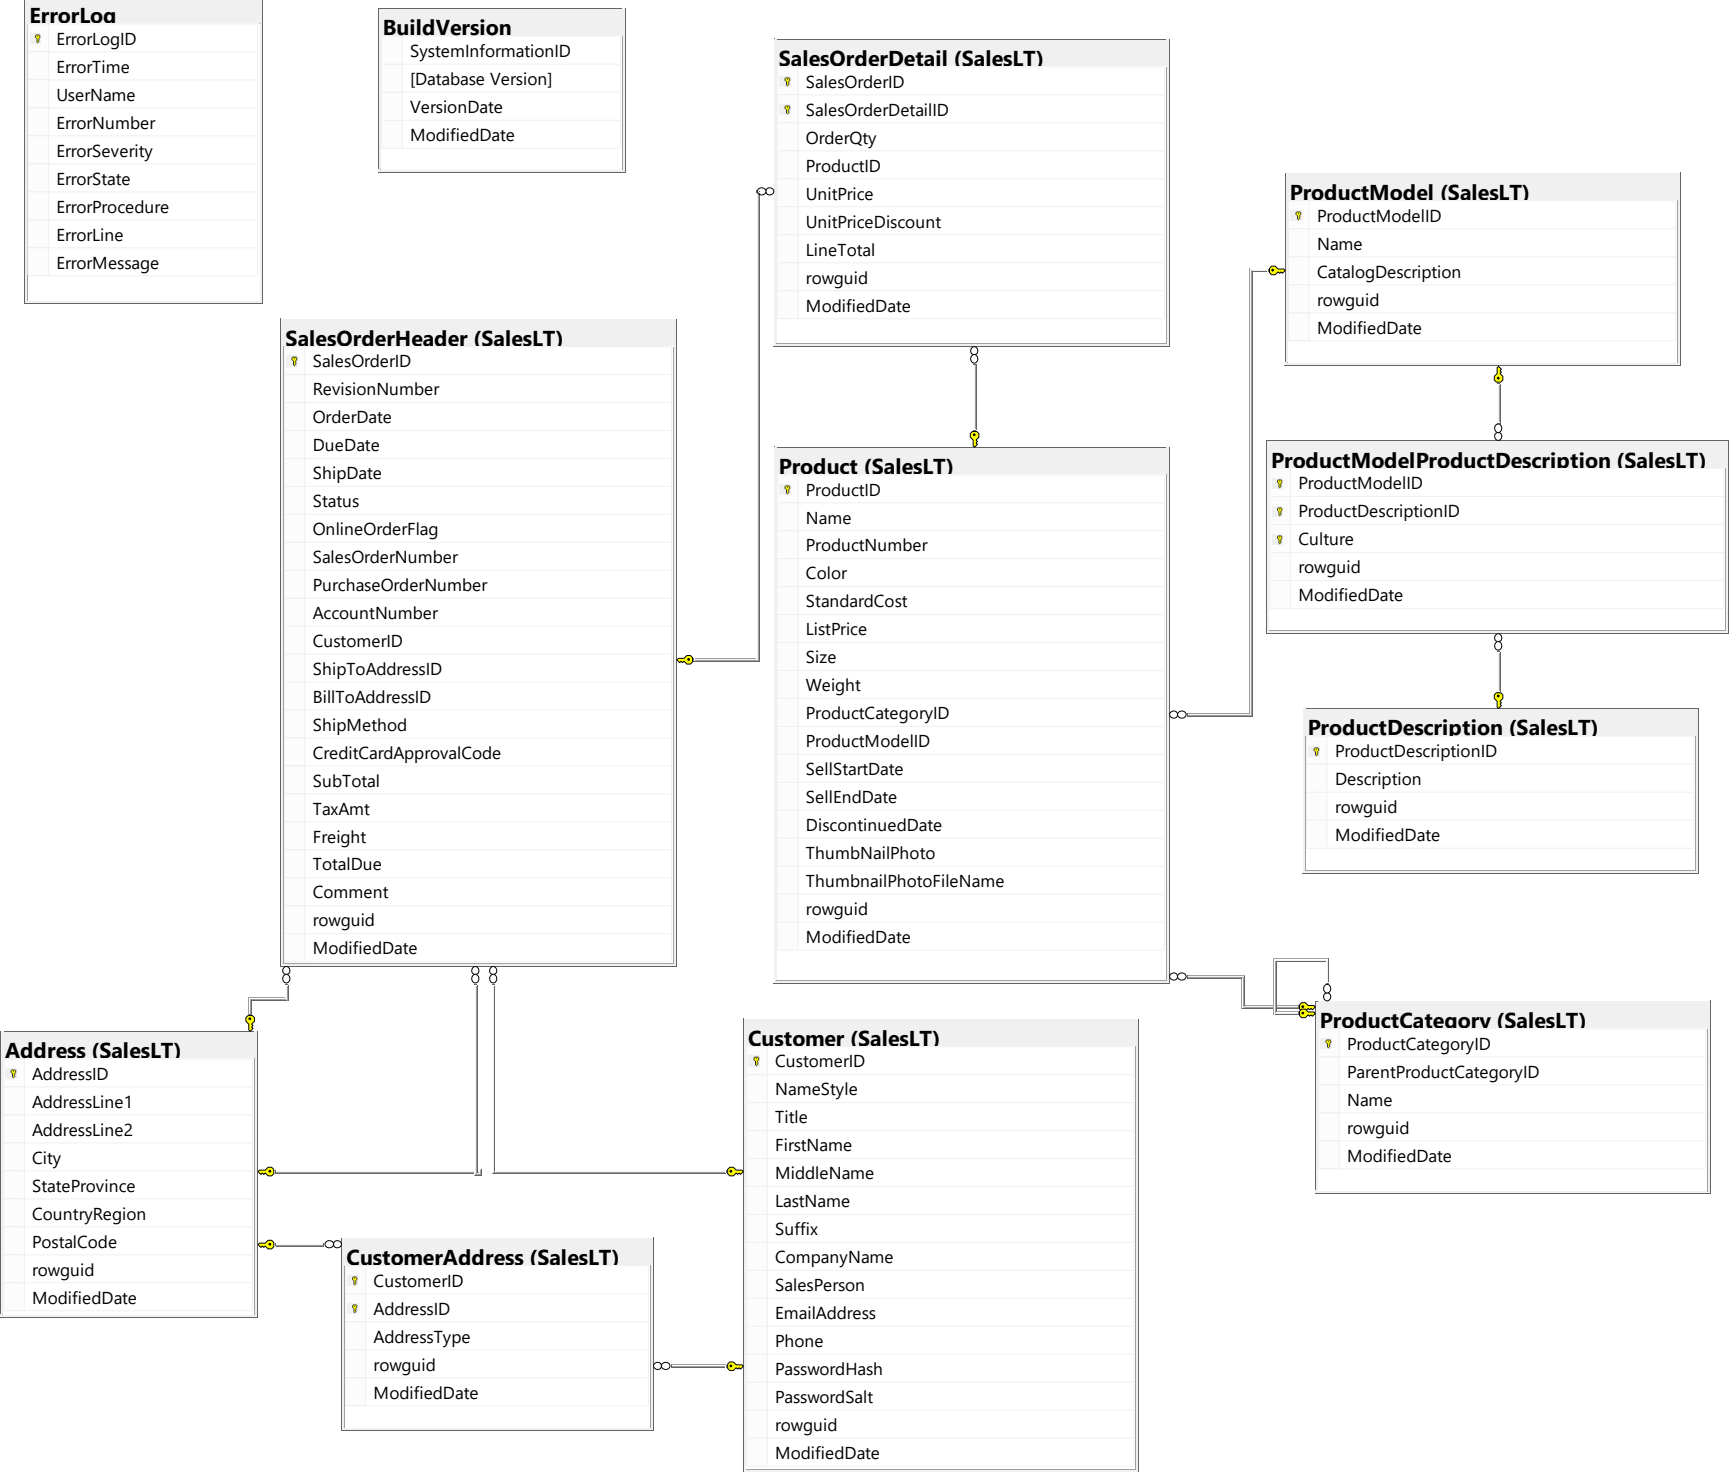 ErrorLog
ErrorLogID
ErrorTime
UserName
ErrorNumber
ErrorSeverity
ErrorState
ErrorProcedure
ErrorLine
ErrorMessage
BuildVersion
SystemInformationID
[Database Version]
VersionDate
ModifiedDate
SalesOrderDetail (SalesLT)
SalesOrderID
SalesOrderDetailID
OrderQty
ProductID
UnitPrice
UnitPriceDiscount
LineTotal
rowguid
ModifiedDate
ProductModel (SalesLT)
ProductModelID
Name
CatalogDescription
rowguid
ModifiedDate
SalesOrderHeader (SalesLT)
SalesOrderID
RevisionNumber
OrderDate
DueDate
ShipDate
Status
OnlineOrderFlag
SalesOrderNumber
PurchaseOrderNumber
AccountNumber
CustomerID
ShipToAddressID
BillToAddressID
ShipMethod
CreditCardApprovalCode
SubTotal
TaxAmt
Freight
TotalDue
Comment
rowguid
ModifiedDate
Product (SalesLT)
ProductID
Name
ProductNumber
Color
StandardCost
ListPrice
Size
Weight
ProductCategoryID
ProductModelID
SellStartDate
SellEndDate
DiscontinuedDate
ThumbNailPhoto
ThumbnailPhotoFileName
rowguid
ModifiedDate
ProductModelProductDescription (SalesLT)
ProductModelID
ProductDescriptionID
Culture
rowguid
ModifiedDate
ProductDescription (SalesLT)
ProductDescriptionID
Description
rowguid
ModifiedDate
ProductCategory (SalesLT)
ProductCategoryID
ParentProductCategoryID
Name
rowguid
ModifiedDate
Address (SalesLT)
AddressID
AddressLine1
AddressLine2
City
StateProvince
CountryRegion
PostalCode
rowguid
ModifiedDate
CustomerAddress (SalesLT)
CustomerID
AddressID
AddressType
rowguid
ModifiedDate
Customer (SalesLT)
CustomerID
NameStyle
Title
FirstName
MiddleName
LastName
Suffix
CompanyName
SalesPerson
EmailAddress
Phone
PasswordHash
PasswordSalt
rowguid
ModifiedDate